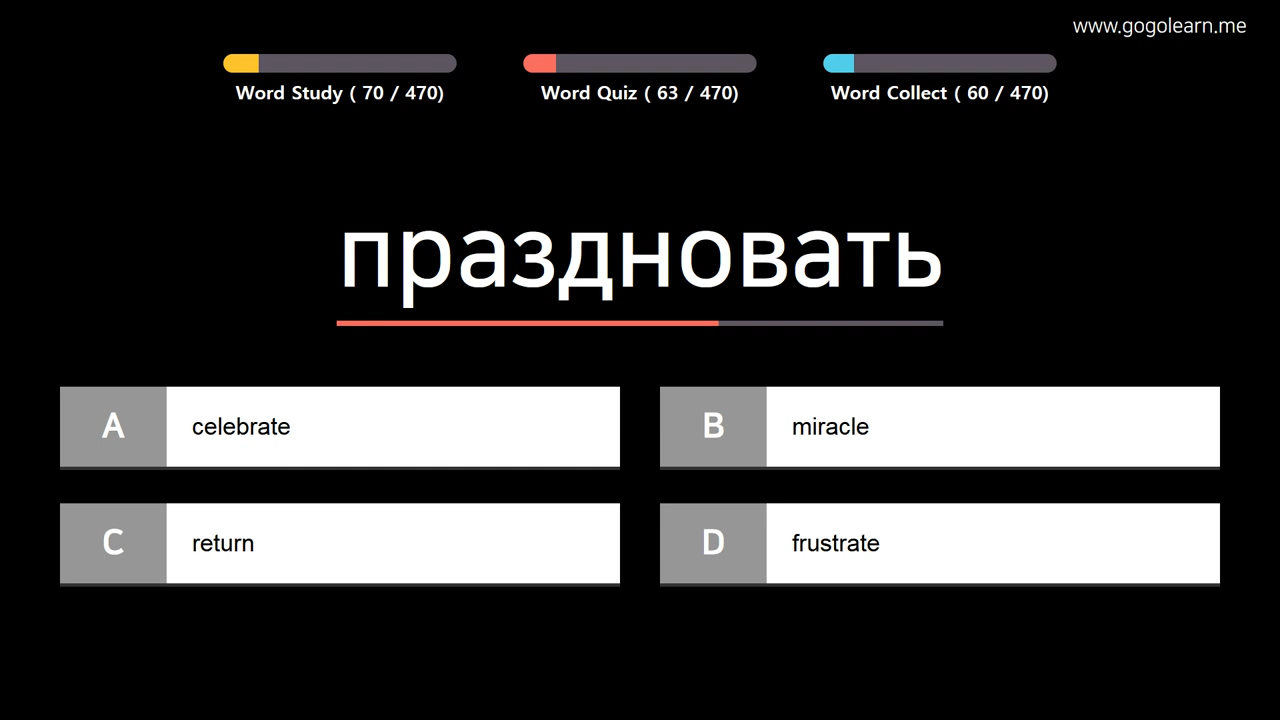 www.gogolearn.me
Word Study ( 70 / 470)
Word Quiz ( 63 / 470)
Word Collect ( 60 / 470)
праздновать
A celebrate
B miracle
C return
D frustrate